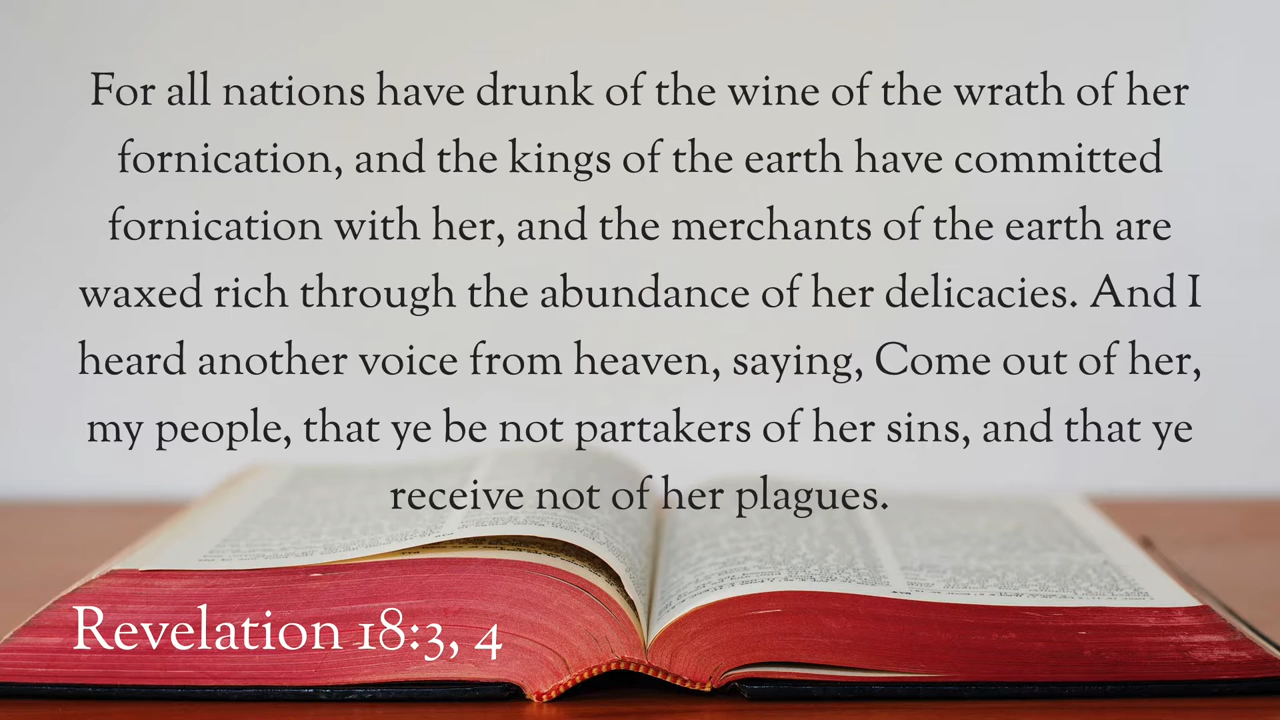 For all nations have drunk of the wine of the wrath of her
fornication, and the kings of the earth have committed
fornication with her, and the merchants of the earth are
waxed rich through the abundance of her delicacies. And I
heard another voice from heaven, saying, Come out of her,
my people, that ye be not partakers of her sins, and that ye
receive not of her plagues.
Revelation 18:3, 4